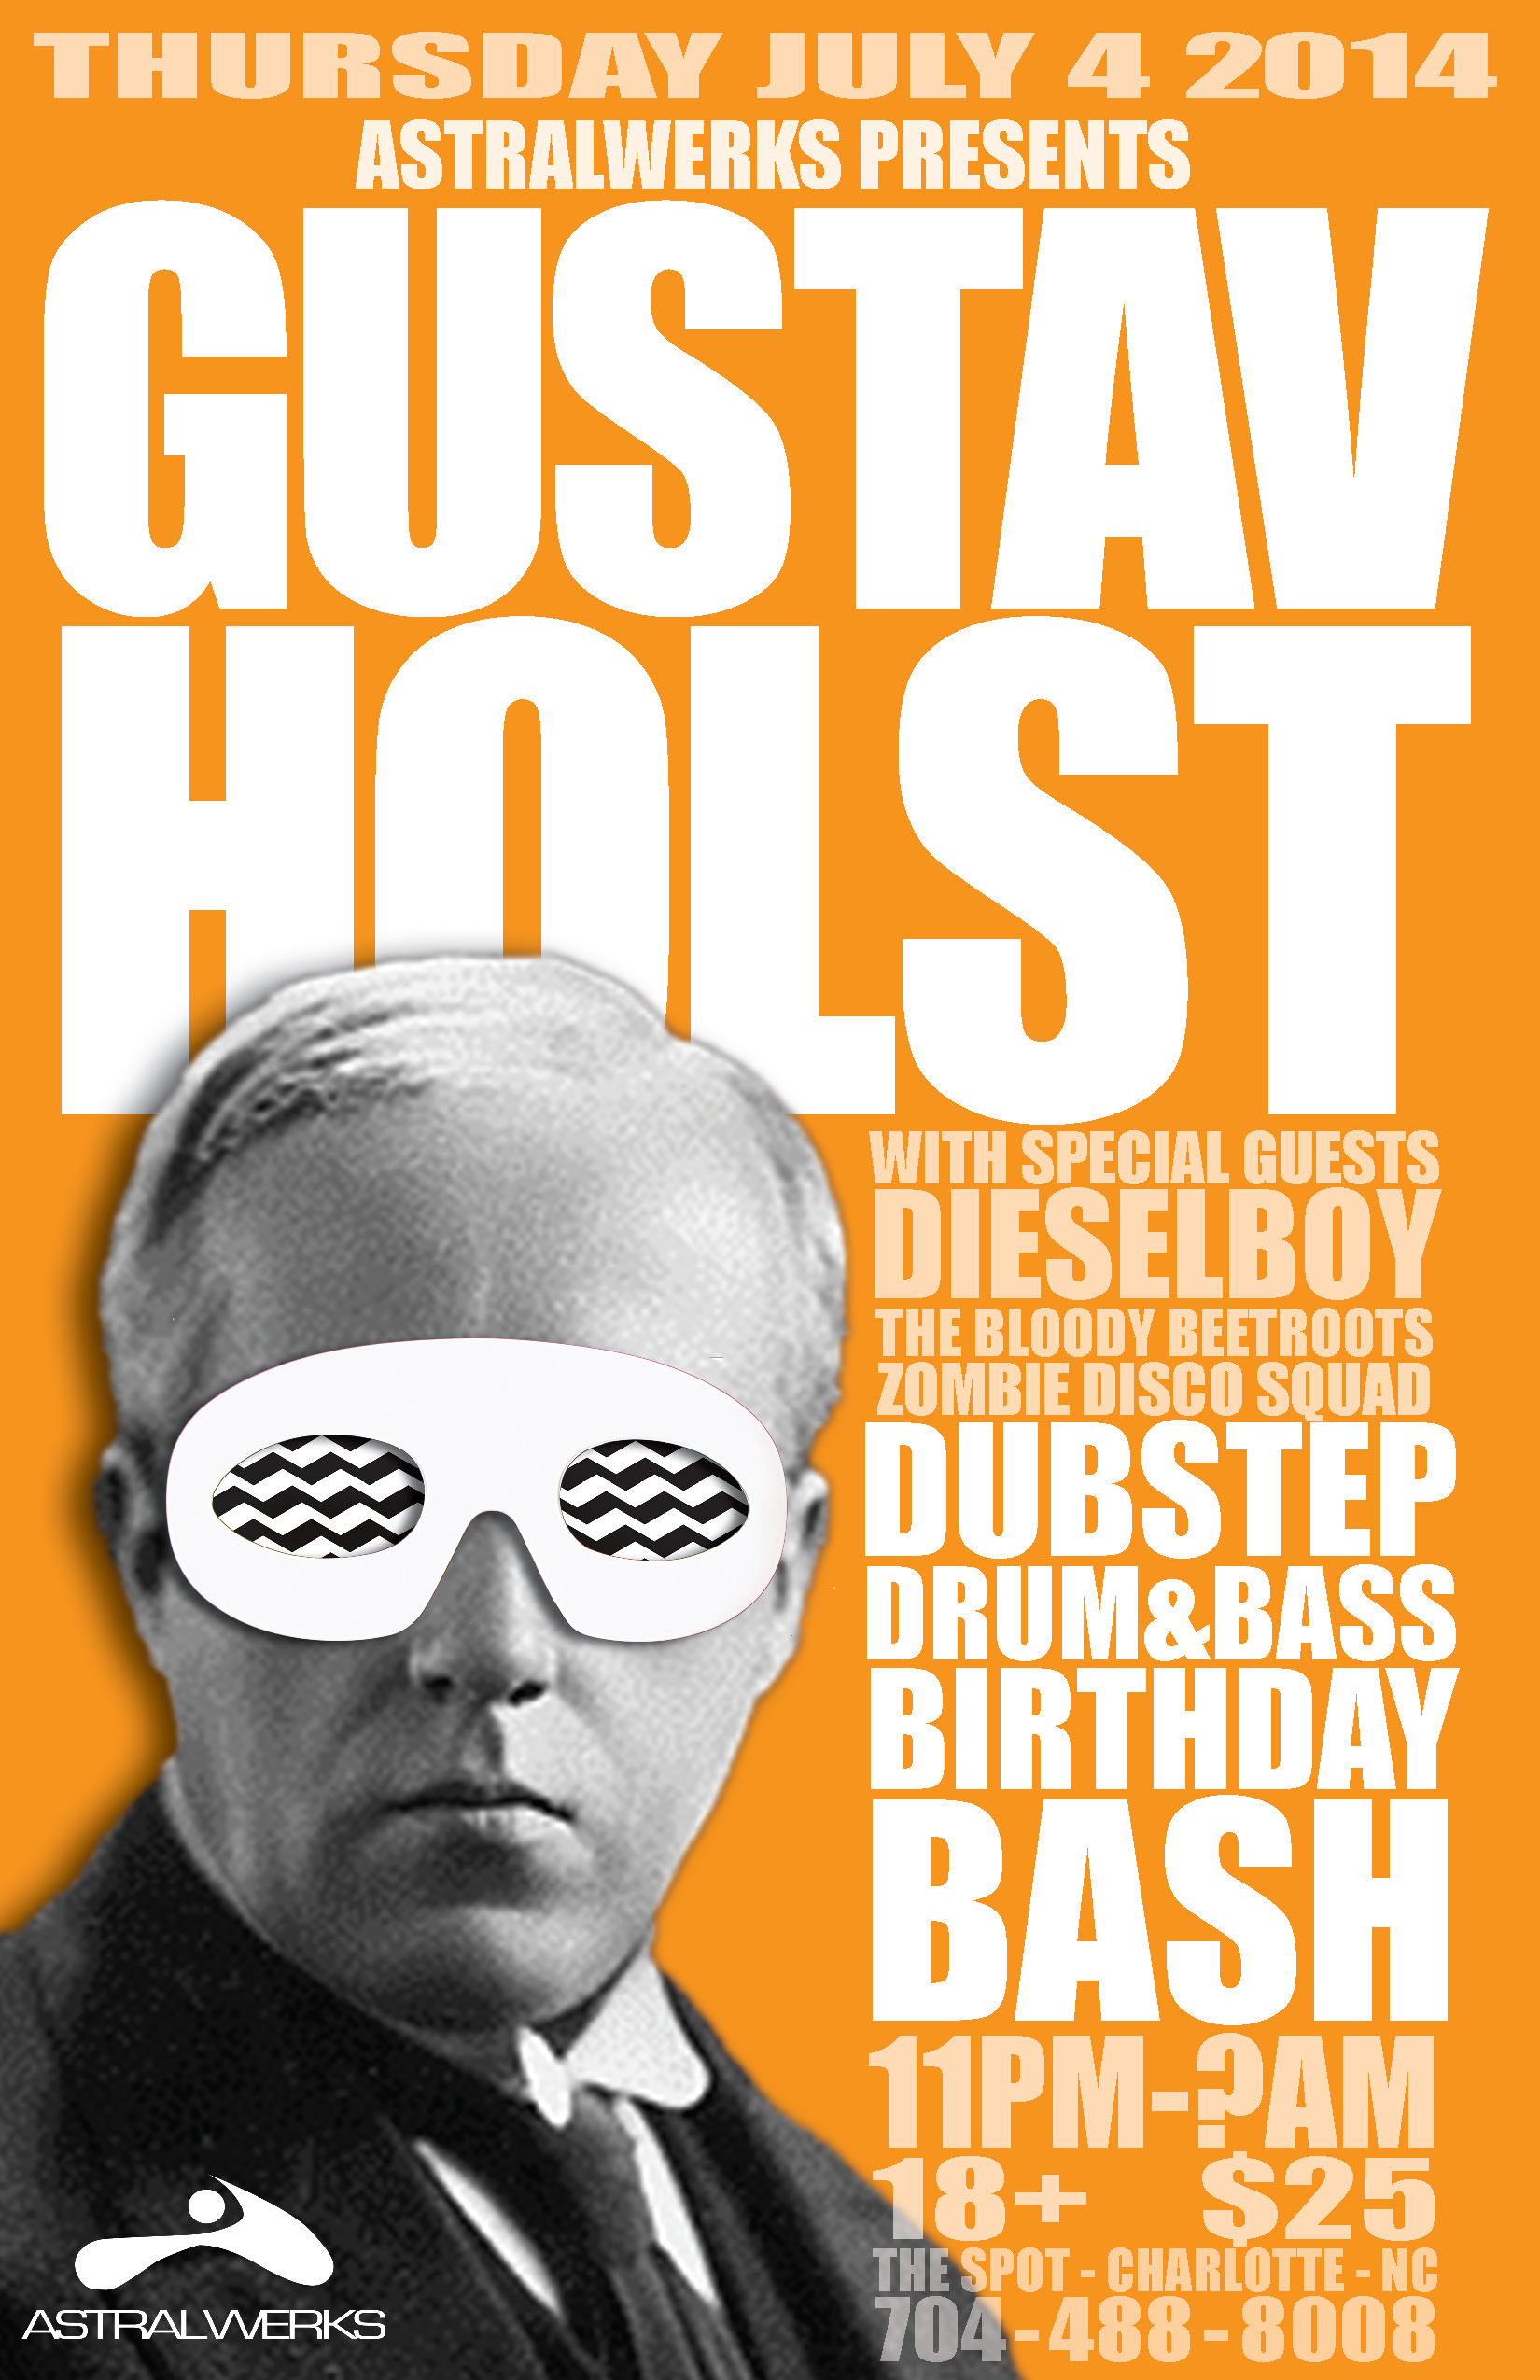 THURSDAY JULY 4 2014
ASTRALWERKS PRESENTS
GUSTAV
HOLST
WITH SPECIAL GUESTS
DIESELBOY
THE BLOODY BEETROOTS
ZOMBIE DISCO SQUAD
DUBSTEP
DRUM&BASS
BIRTHDAY
BASH
11PM-?AM
18+ $25
THE SPOT - CHARLOTTE - NC
704-488-8008
ASTRALWERKS